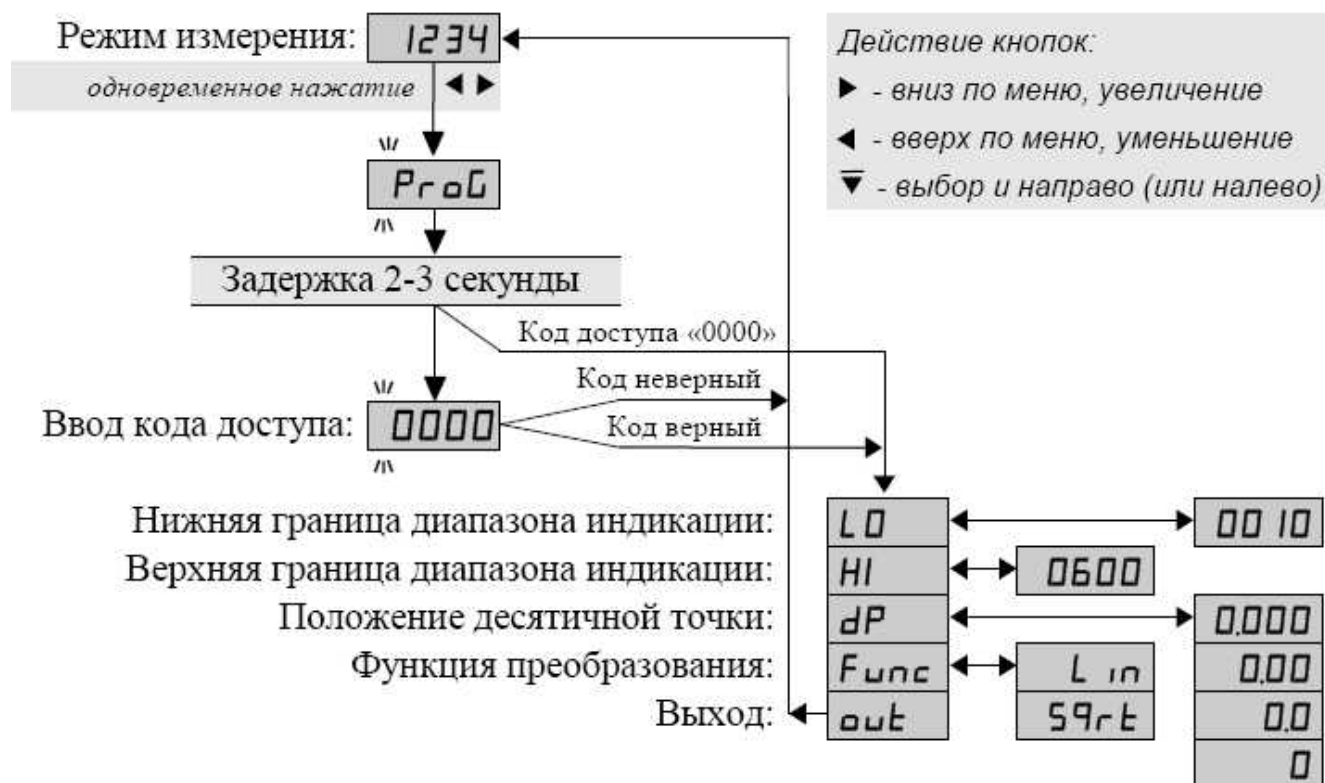 Режим измерения: 1234
одновременное нажатие ◄ ►
ProG
Задержка 2-3 секунды
Код доступа «0000»
Код неверный
Ввод кода доступа: 0000
Код верный
Действие кнопок:
► - вниз по меню, увеличение
◄ - вверх по меню, уменьшение
▼ - выбор и направо (или налево)
Нижняя граница диапазона индикации: LO 0010
Верхняя граница диапазона индикации: HI 0600
Положение десятичной точки: dP 0.000
Функция преобразования: Func Lin 0.00
Выход: out Sqrt 0.0
0